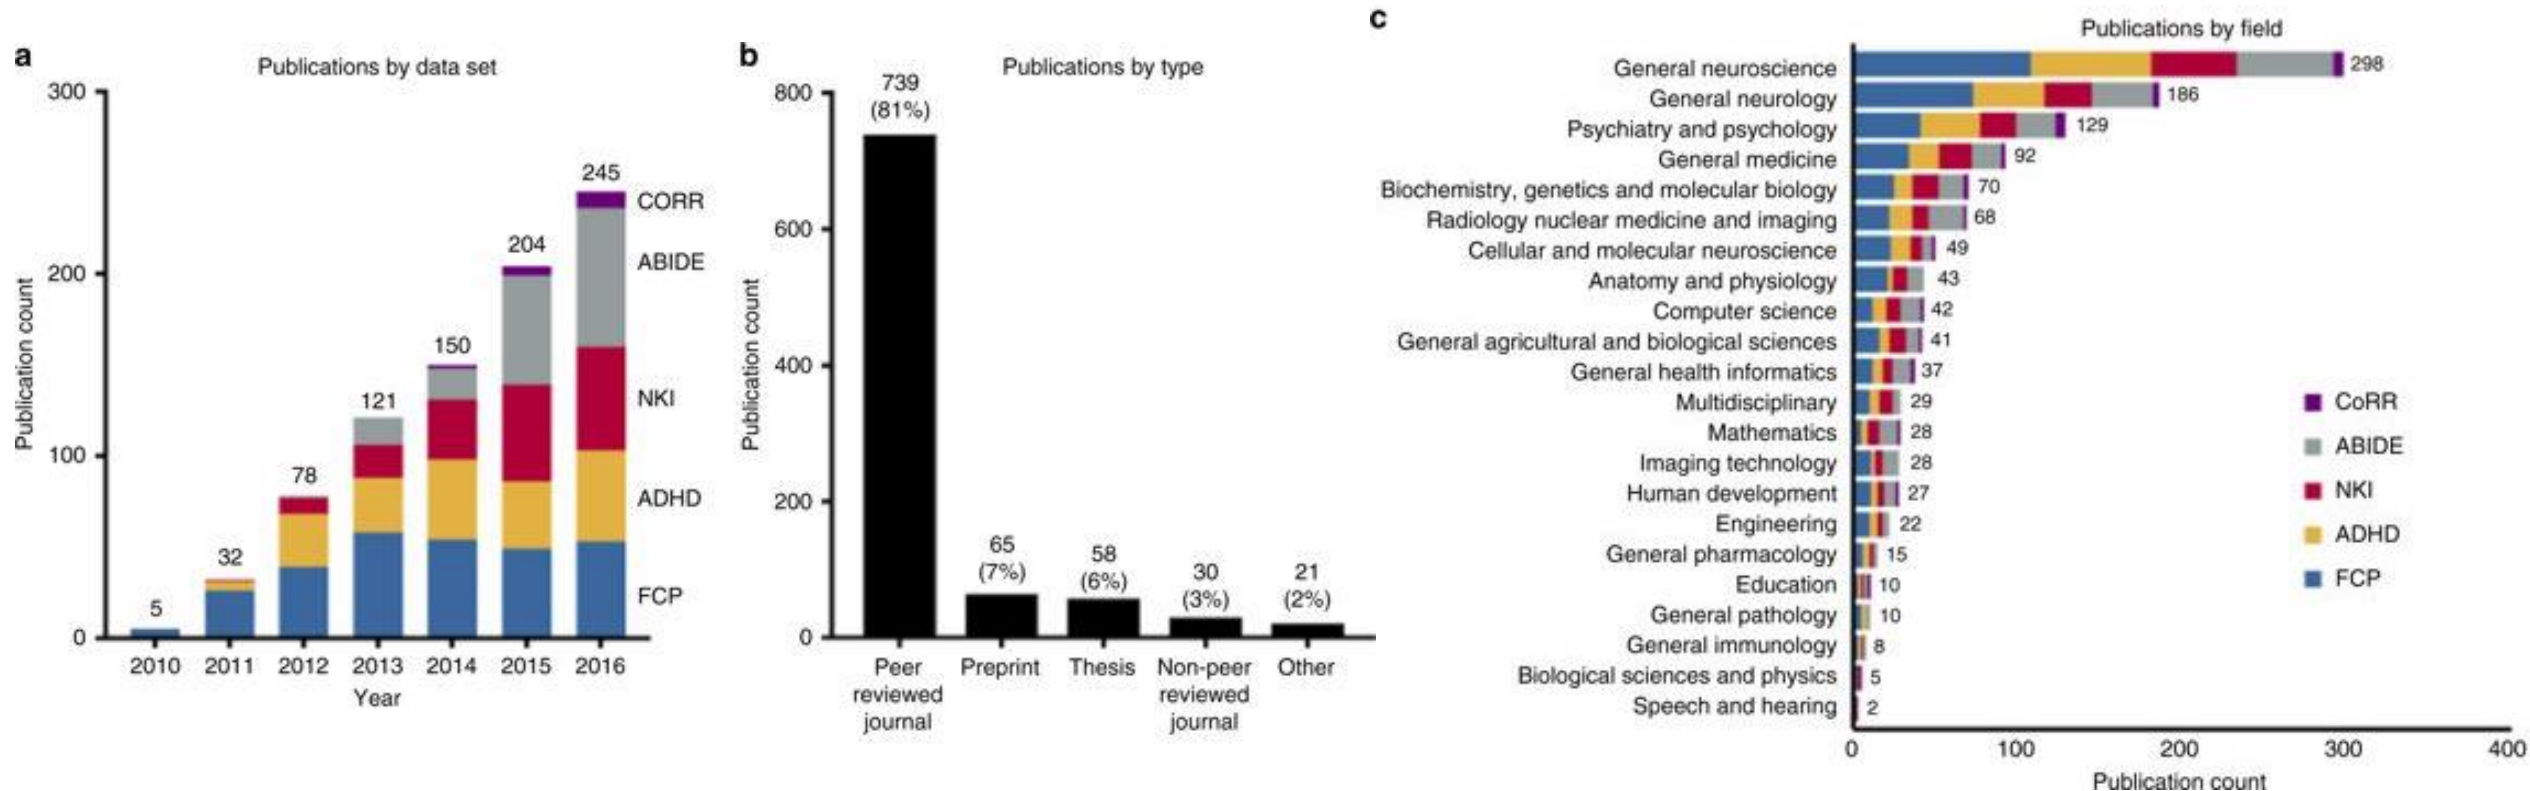 a
Publications by data set
300
200
100
0
Publication count
5
32
78
121
150
204
245
CORR
ABIDE
NKI
ADHD
FCP
2010 2011 2012 2013 2014 2015 2016
Year
b
Publications by type
800
600
400
200
0
Publication count
739
(81%)
65
(7%)
58
(6%)
30
(3%)
21
(2%)
Peer
reviewed
journal
Preprint
Thesis
Non-peer
reviewed
journal
Other
c
Publications by field
General neuroscience 298
General neurology 186
Psychiatry and psychology 129
General medicine 92
Biochemistry, genetics and molecular biology 70
Radiology nuclear medicine and imaging 68
Cellular and molecular neuroscience 49
Anatomy and physiology 43
Computer science 42
General agricultural and biological sciences 41
General health informatics 37
Multidisciplinary 29
Mathematics 28
Imaging technology 28
Human development 27
Engineering 22
General pharmacology 15
Education 10
General pathology 10
General immunology 8
Biological sciences and physics 5
Speech and hearing 2
CoRR
ABIDE
NKI
ADHD
FCP
0 100 200 300 400
Publication count